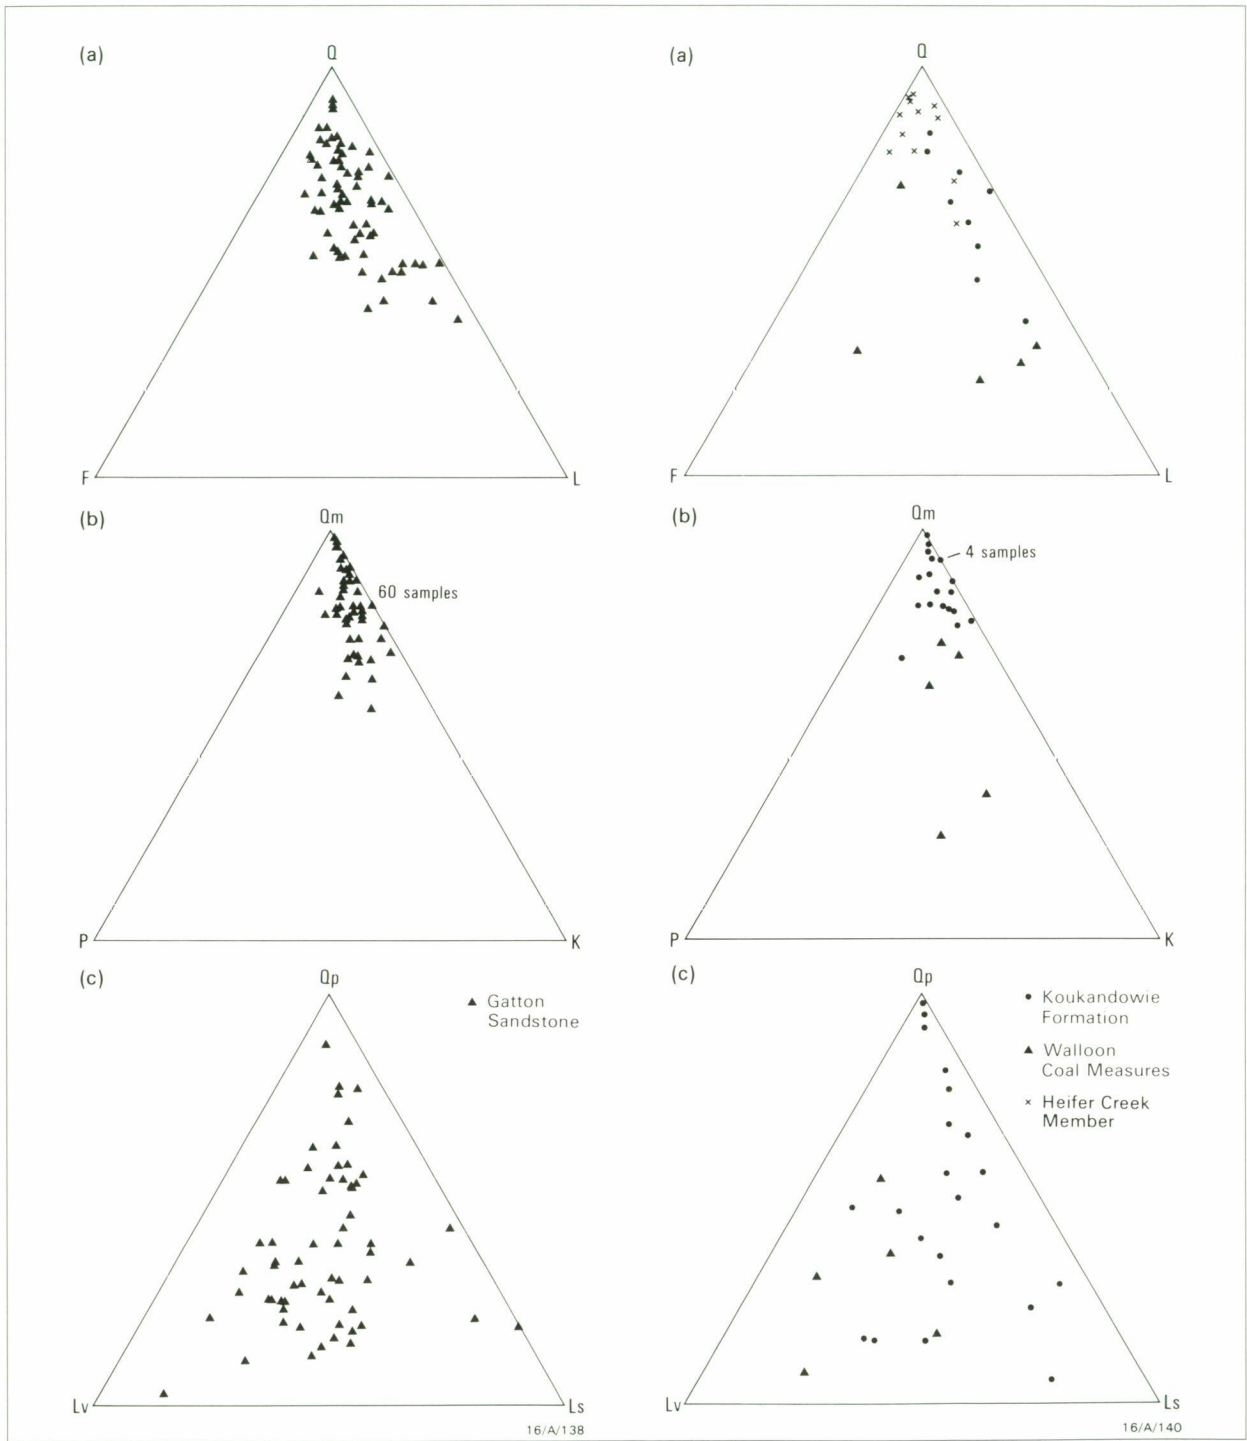 (a)
Q
F
L
(b)
Qm
60 samples
P
K
(c)
Qp
▲ Gatton
Sandstone
Lv
Ls
16/A/138
(a)
Q
F
L
(b)
Qm
4 samples
P
K
(c)
Qp
• Koukandowie
Formation
▲ Walloon
Coal Measures
× Heifer Creek
Member
Lv
Ls
16/A/140